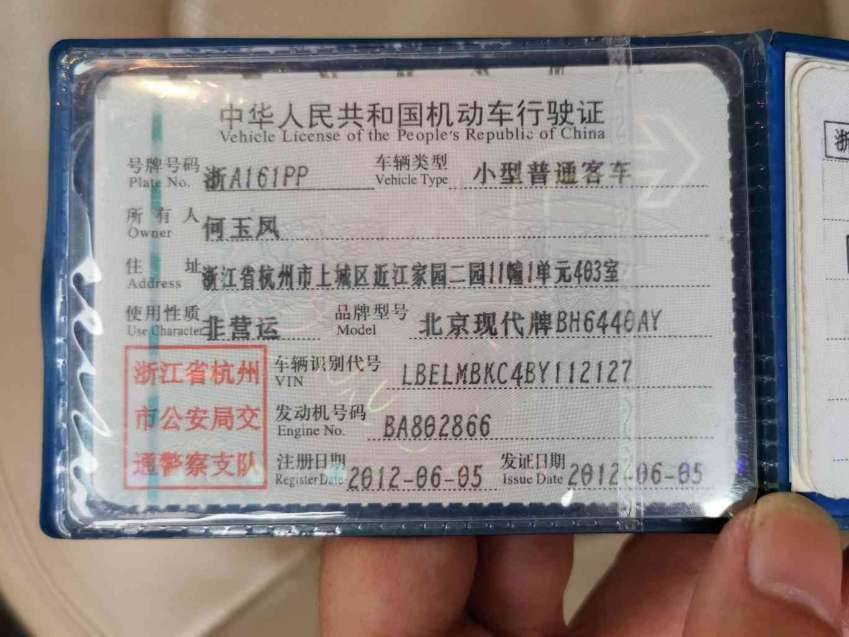 中华人民共和国机动车行驶证
Vehicle License of the People's Republic of China
号牌号码 浙A161PP 车辆类型 小型普通客车
Plate No. Vehicle Type
所有人 何玉凤
Owner
住址 浙江省杭州市上城区近江家园二园11幢1单元403室
Address
使用性质 非营运 品牌型号 北京现代牌BH6440AY
Use Character Model
浙江省杭州
市公安局交
通警察支队
车辆识别代号 LBELMBKC4BY112127
VIN
发动机号码 BA802866
Engine No.
注册日期 2012-06-05 发证日期 2012-06-05
Register Date Issue Date
浙